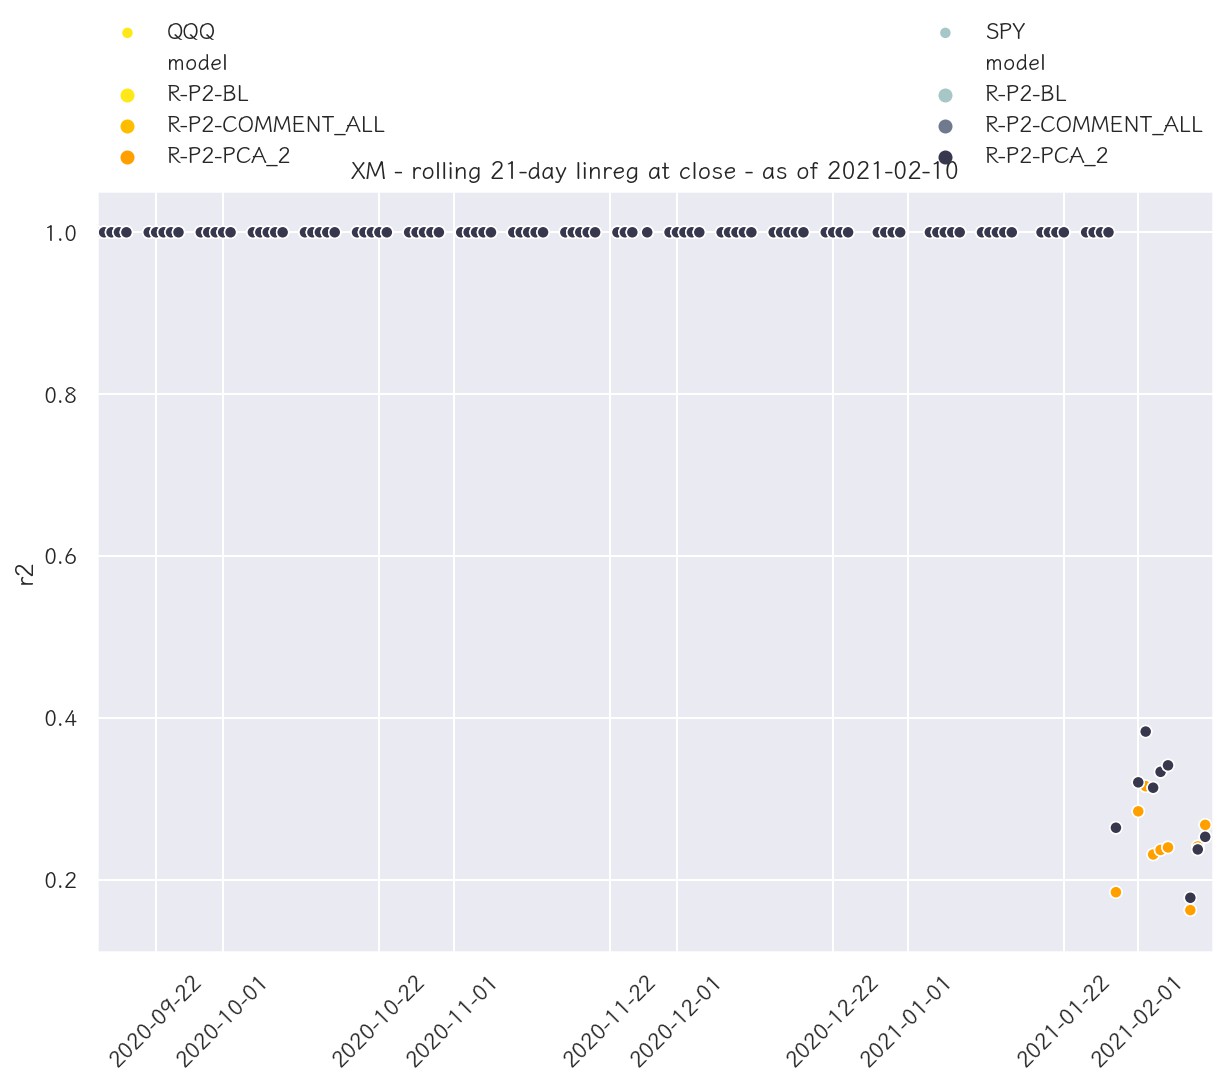 QQQ
model
R-P2-BL
R-P2-COMMENT_ALL
R-P2-PCA_2
SPY
model
R-P2-BL
R-P2-COMMENT_ALL
R-P2-PCA_2
XM - rolling 21-day linreg at close - as of 2021-02-10
1.0
0.8
0.6
0.4
0.2
r2
2020-09-22
2020-10-01
2020-10-22
2020-11-01
2020-11-22
2020-12-01
2020-12-22
2021-01-01
2021-01-22
2021-02-01